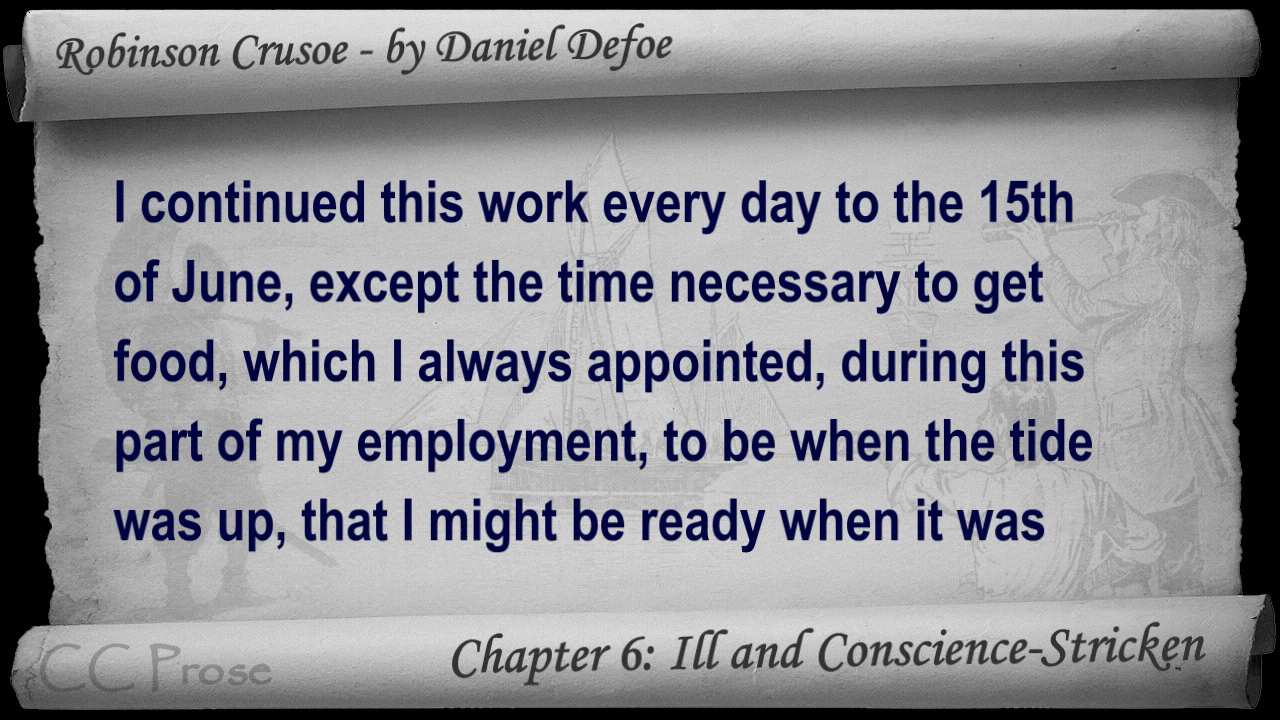 Robinson Crusoe - by Daniel Defoe
I continued this work every day to the 15th
of June, except the time necessary to get
food, which I always appointed, during this
part of my employment, to be when the tide
was up, that I might be ready when it was
CC Prose
Chapter 6: Ill and Conscience-Stricken